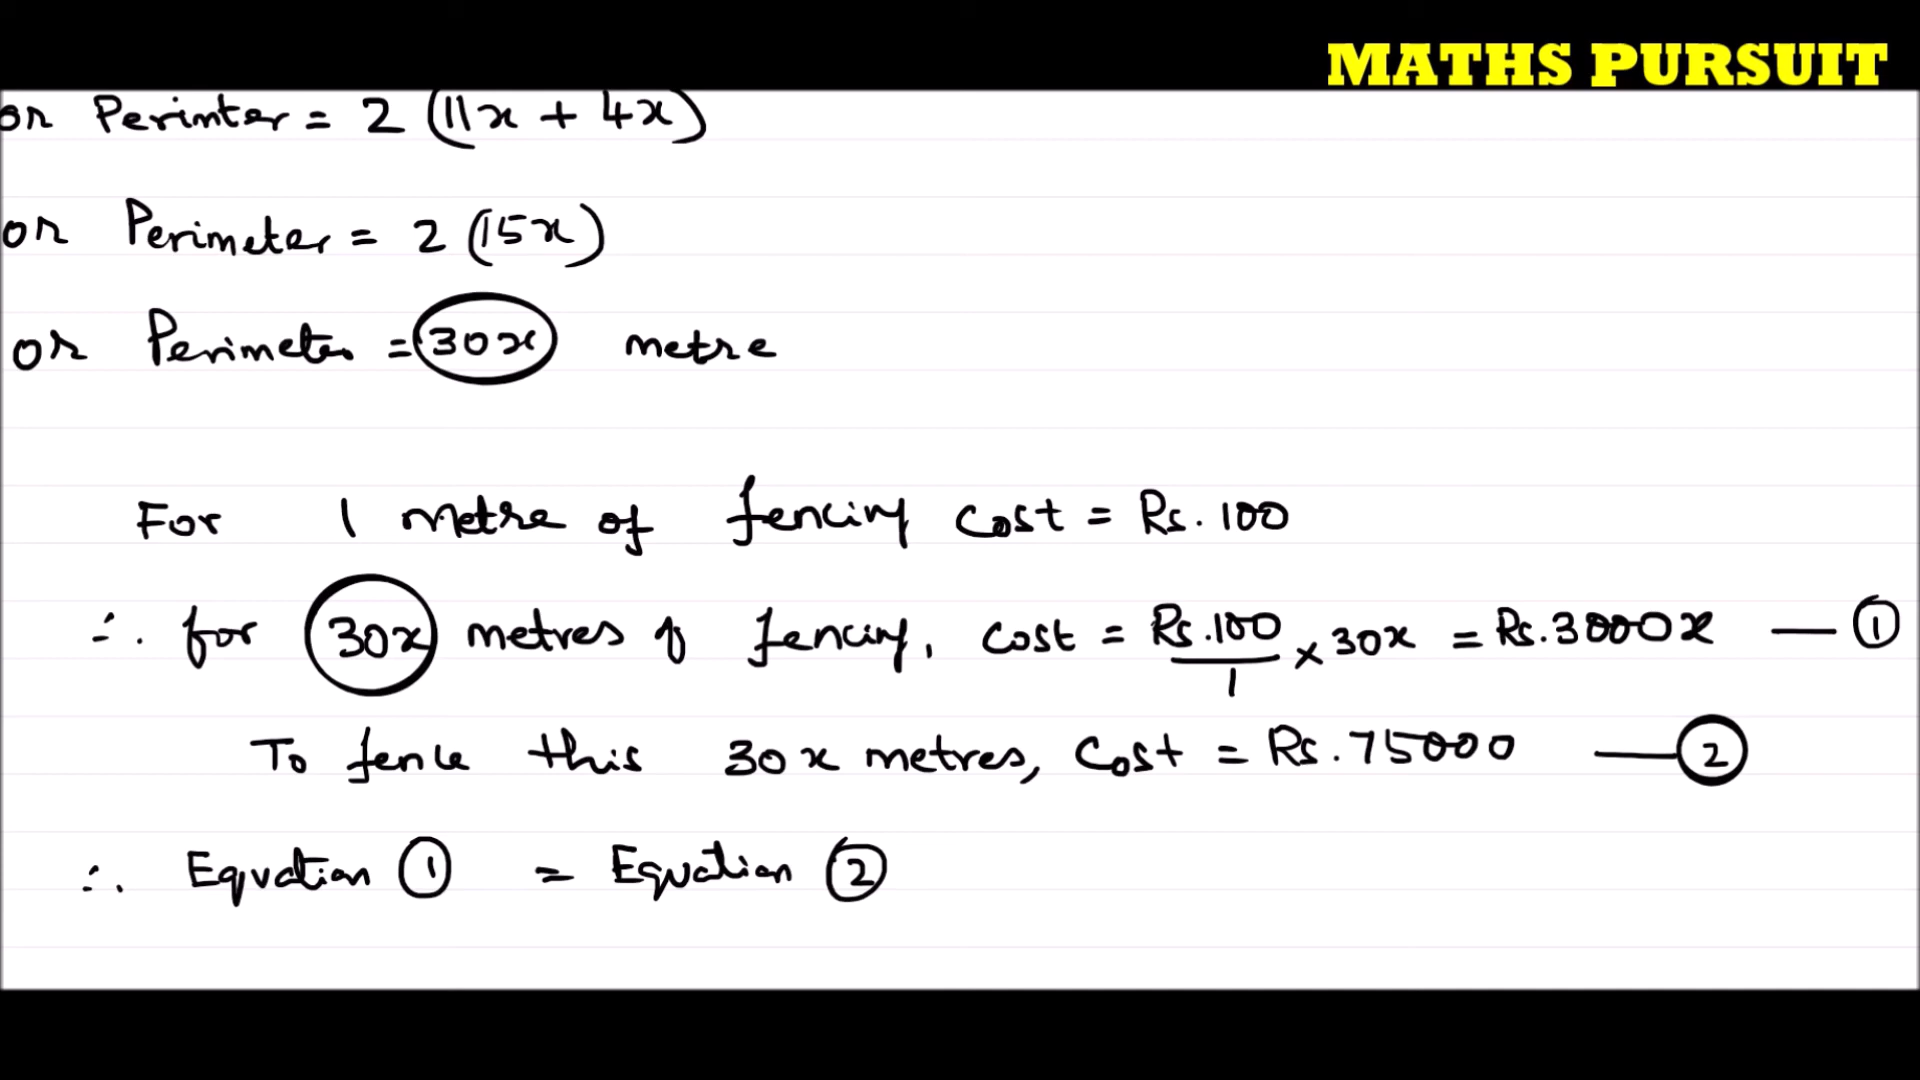 MATHS PURSUIT
or Perimter = 2 (11x + 4x)
or Perimeter = 2 (15x)
or Perimeter = 30x metre
For 1 metre of fencing cost = Rs. 100
∴ for 30x metres of fencing, cost = Rs.100/1 × 30x = Rs.3000x — ①
To fence this 30x metres, Cost = Rs.75000 — ②
∴ Equation ① = Equation ②